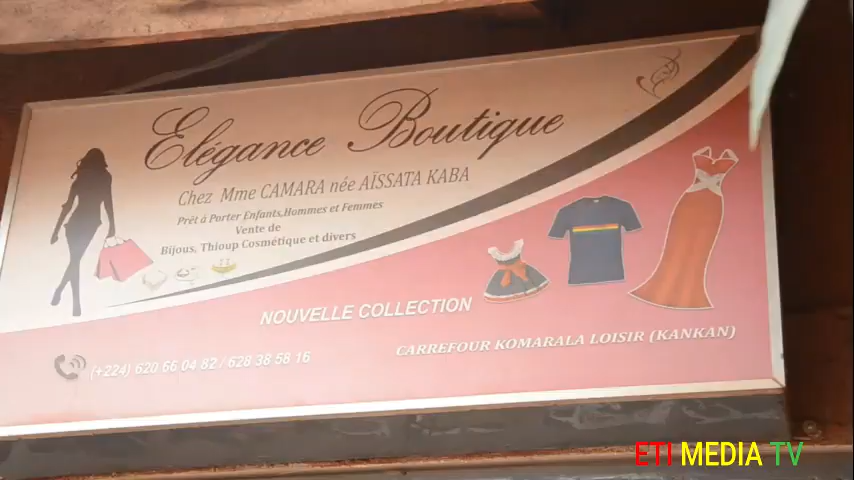 Elégance Boutique
Chez Mme CAMARA née AÏSSATA KABA
Prêt á Porter Enfants,Hommes et Femmes
Vente de
Bijous, Thioup Cosmétique et divers
NOUVELLE COLLECTION
CARREFOUR KOMARALA LOISIR (KANKAN)
(+224) 620 66 04 82 / 628 38 58 16
ETI MEDIA TV